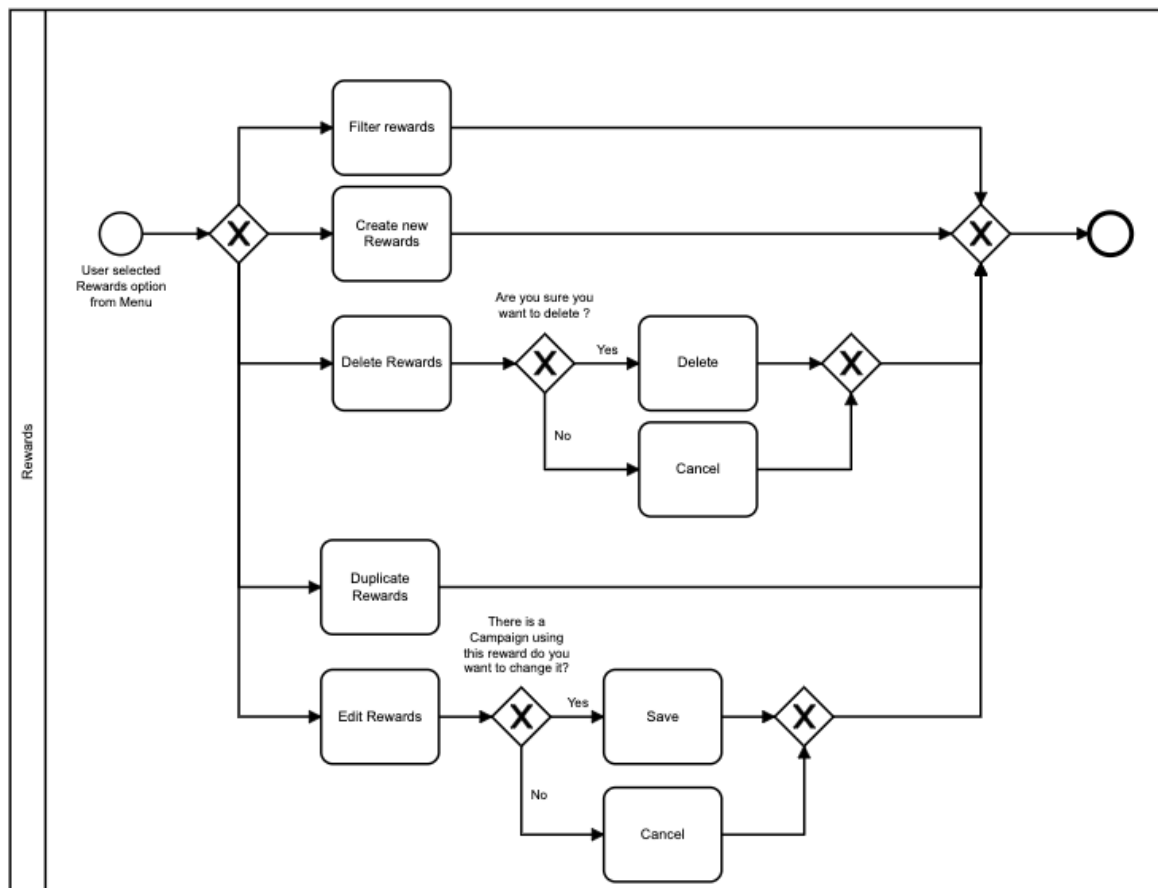 Rewards
Filter rewards
Create new
Rewards
User selected
Rewards option
from Menu
Are you sure you
want to delete ?
Delete Rewards
Yes
Delete
No
Cancel
Duplicate
Rewards
There is a
Campaign using
this reward do you
want to change it?
Edit Rewards
Yes
Save
No
Cancel